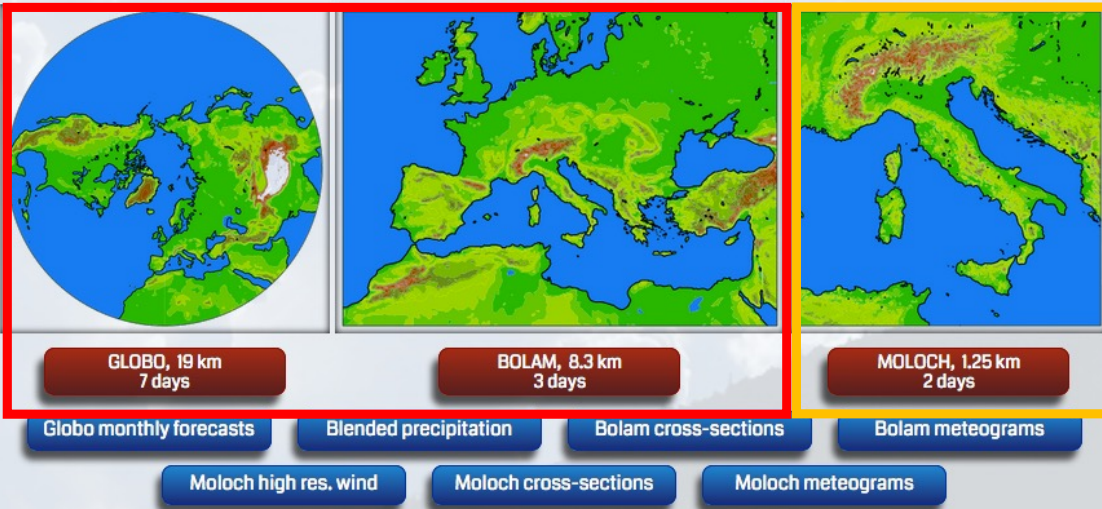 GLOBO, 19 km
7 days
BOLAM, 8.3 km
3 days
MOLOCH, 1.25 km
2 days
Globo monthly forecasts
Blended precipitation
Bolam cross-sections
Bolam meteograms
Moloch high res. wind
Moloch cross-sections
Moloch meteograms